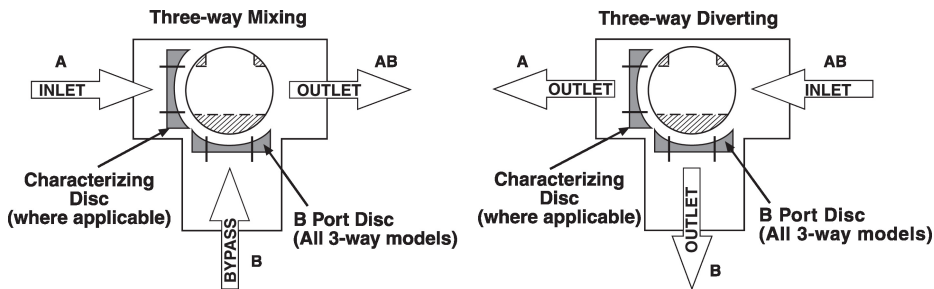 Three-way Mixing
A
AB
INLET
OUTLET
Characterizing
Disc
(where applicable)
B Port Disc
(All 3-way models)
BYPASS
B
Three-way Diverting
A
AB
OUTLET
INLET
Characterizing
Disc
(where applicable)
B Port Disc
(All 3-way models)
OUTLET
B